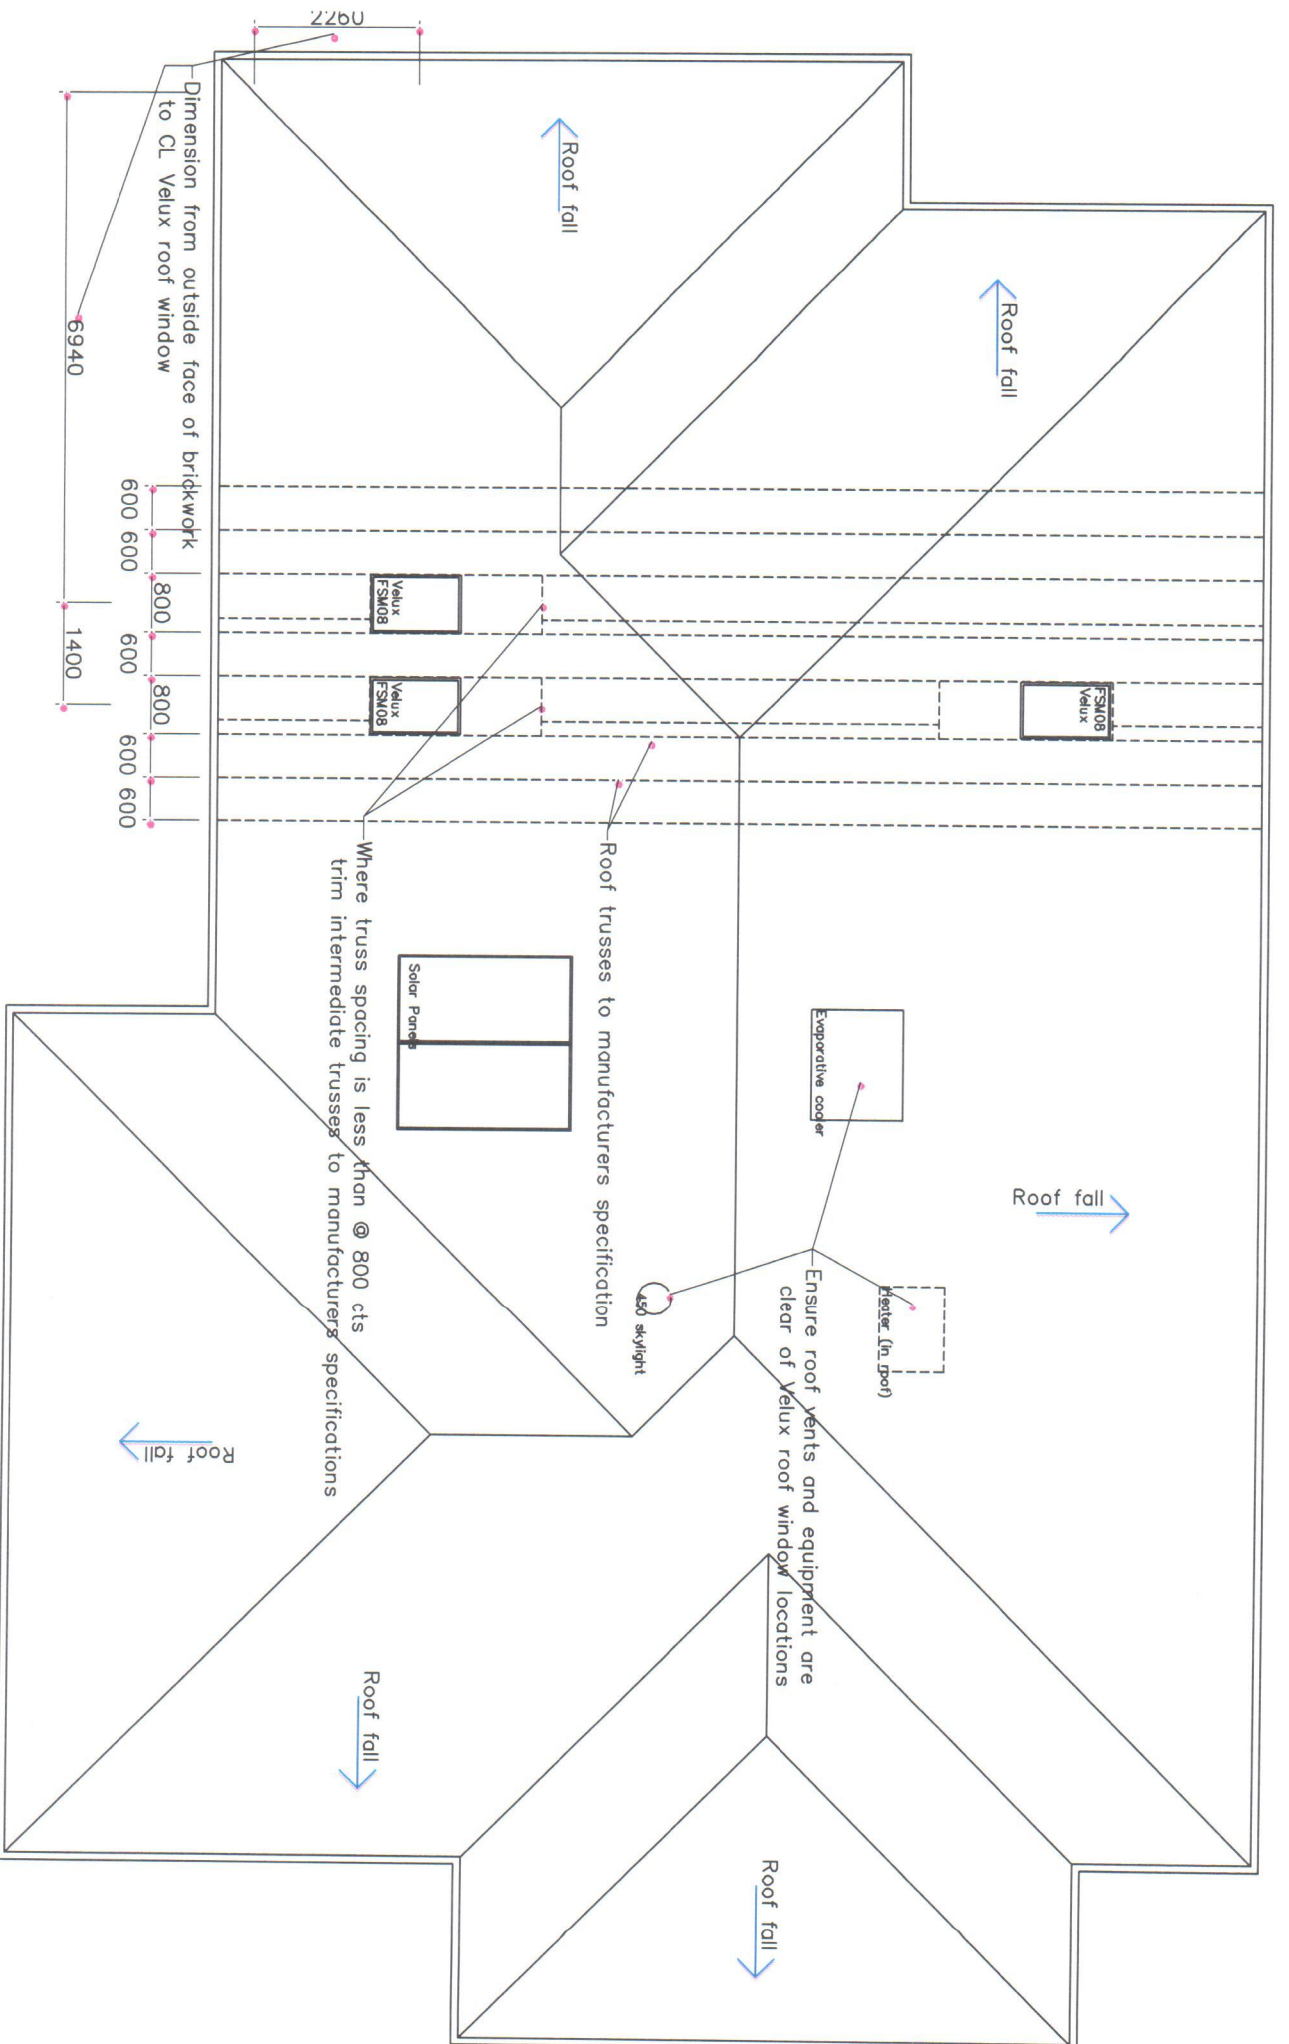 2260
Dimension from outside face of brickwork
to CL Velux roof window
6940
1400
600
600
800
600
800
600
600
Roof fall
Roof fall
Velux
FSM08
Velux
FSM08
FSM08
Velux
Roof trusses to manufacturers specification
Where truss spacing is less than @ 800 cts
trim intermediate trusses to manufacturers specifications
Solar Panels
Evaporative cooler
Roof fall
450 skylight
Heater (in roof)
Ensure roof vents and equipment are
clear of Velux roof window locations
Roof fall
Roof fall
Roof fall